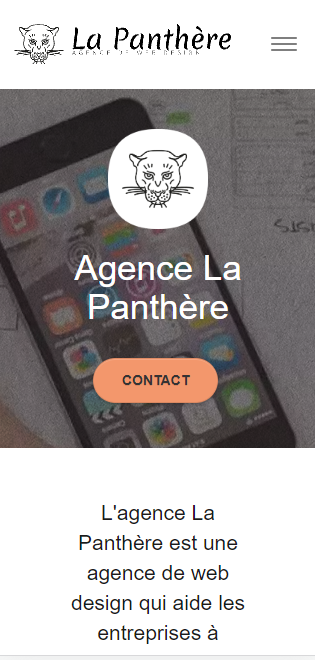 La Panthère
AGENCE DE WEB DESIGN
Agence La
Panthère
CONTACT
L'agence La
Panthère est une
agence de web
design qui aide les
entreprises à